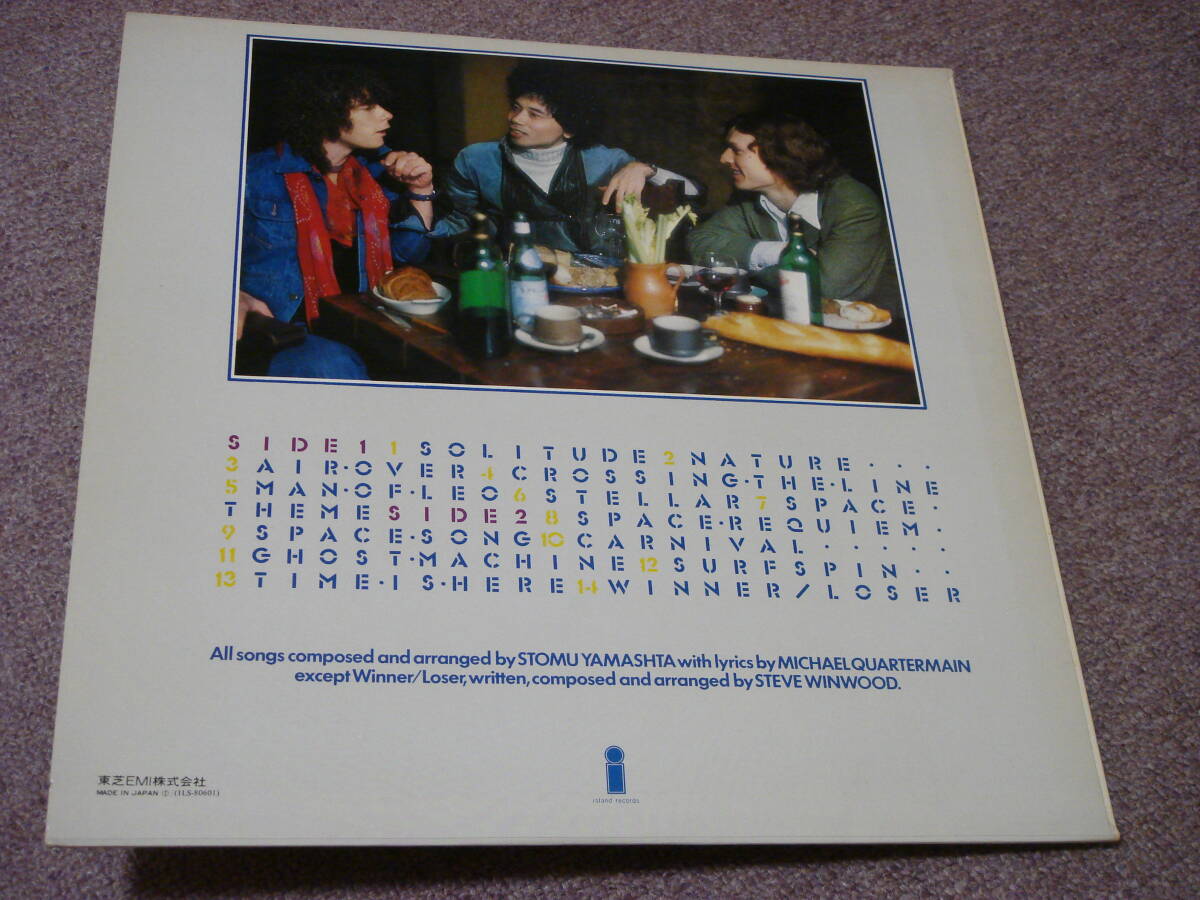 SIDE 1 1 SOLITUDE 2 NATURE · · ·
3 AIR·OVER 4 CROSSING·THE·LINE
5 MAN·OF·LEO 6 STELLAR 7 SPACE ·
THEME SIDE 2 8 SPACE·REQUIEM ·
9 SPACE·SONG 10 CARNIVAL · · · · ·
11 GHOST·MACHINE 12 SURFSPIN · ·
13 TIME·IS·HERE 14 WINNER/LOSER
All songs composed and arranged by STOMU YAMASHTA with lyrics by MICHAEL QUARTERMAIN
except Winner/Loser, written, composed and arranged by STEVE WINWOOD.
island records
東芝EMI株式会社
MADE IN JAPAN Ⓣ (ILS-80601)